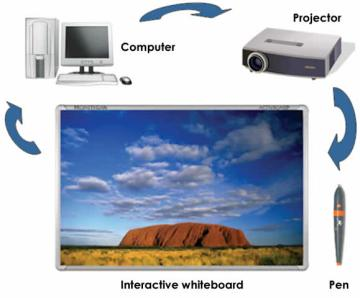 Projector
Computer
Interactive whiteboard
Pen